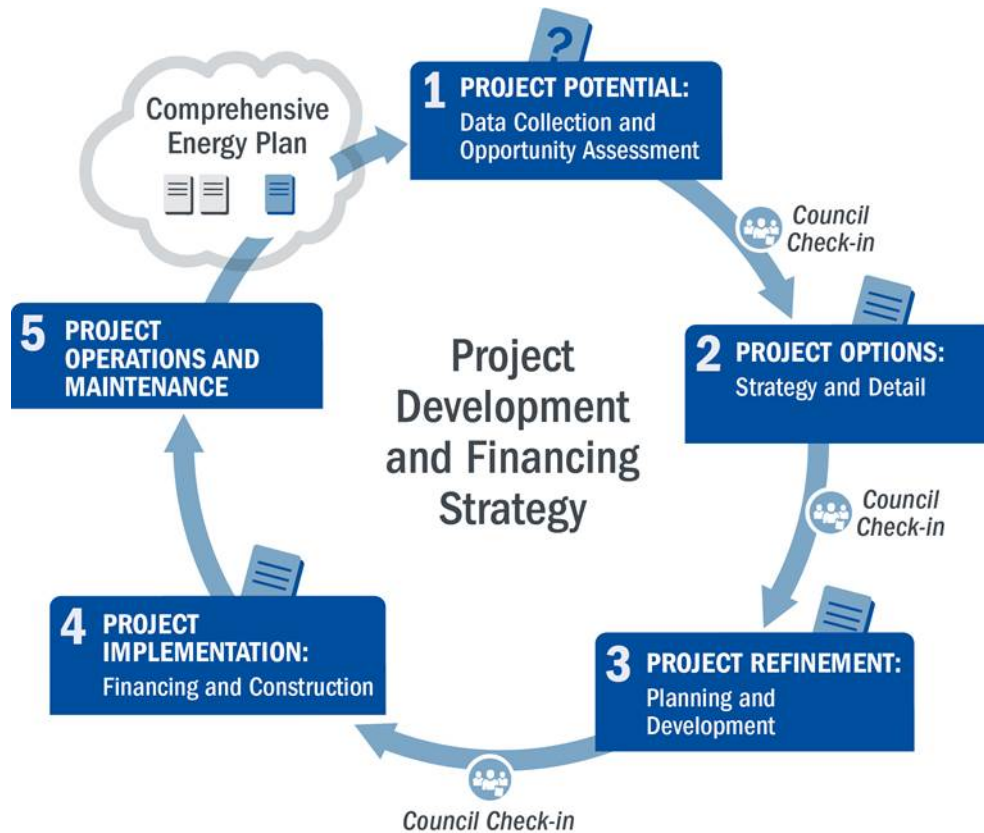 Comprehensive
Energy Plan
?
1 PROJECT POTENTIAL:
Data Collection and
Opportunity Assessment
Council
Check-in
2 PROJECT OPTIONS:
Strategy and Detail
Council
Check-in
3 PROJECT REFINEMENT:
Planning and
Development
Council Check-in
4 PROJECT
IMPLEMENTATION:
Financing and Construction
5 PROJECT
OPERATIONS AND
MAINTENANCE
Project
Development
and Financing
Strategy